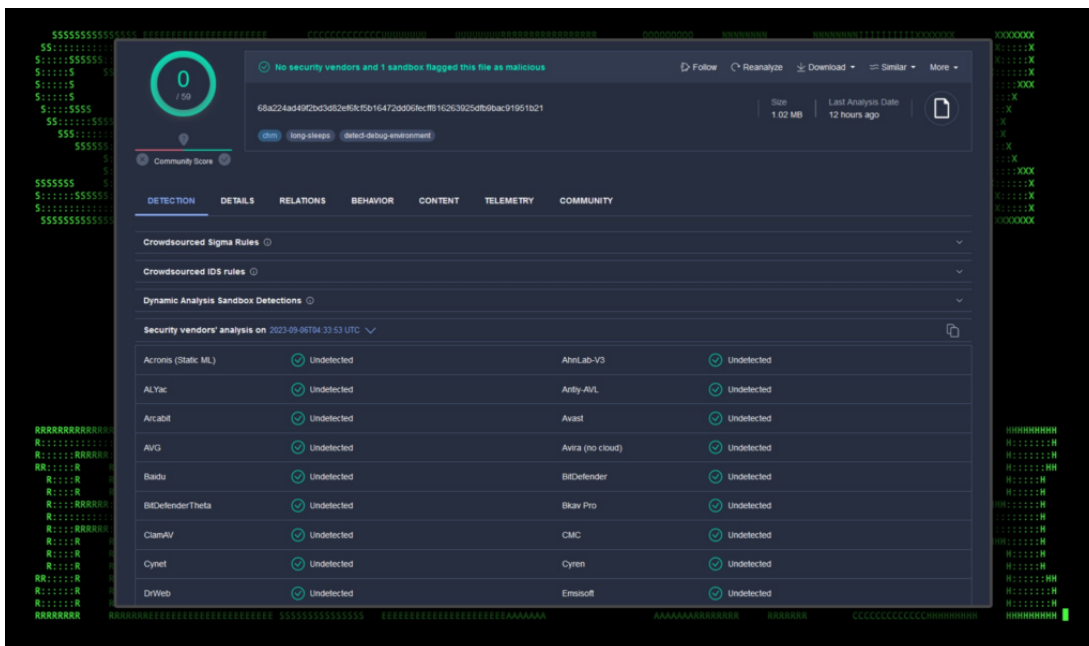 0
/ 59
Community Score
No security vendors and 1 sandbox flagged this file as malicious
Follow Reanalyze Download Similar More
68a224ad49f2bd3d82ef6fcf5b16472dd06fecff816263925dfb9bac91951b21
Size
1.02 MB
Last Analysis Date
12 hours ago
chm long-sleeps detect-debug-environment
DETECTION DETAILS RELATIONS BEHAVIOR CONTENT TELEMETRY COMMUNITY
Crowdsourced Sigma Rules
Crowdsourced IDS rules
Dynamic Analysis Sandbox Detections
Security vendors' analysis on 2023-09-06T04:33:53 UTC
Acronis (Static ML) Undetected AhnLab-V3 Undetected
ALYac Undetected Antiy-AVL Undetected
Arcabit Undetected Avast Undetected
AVG Undetected Avira (no cloud) Undetected
Baidu Undetected BitDefender Undetected
BitDefenderTheta Undetected Bkav Pro Undetected
ClamAV Undetected CMC Undetected
Cynet Undetected Cyren Undetected
DrWeb Undetected Emsisoft Undetected